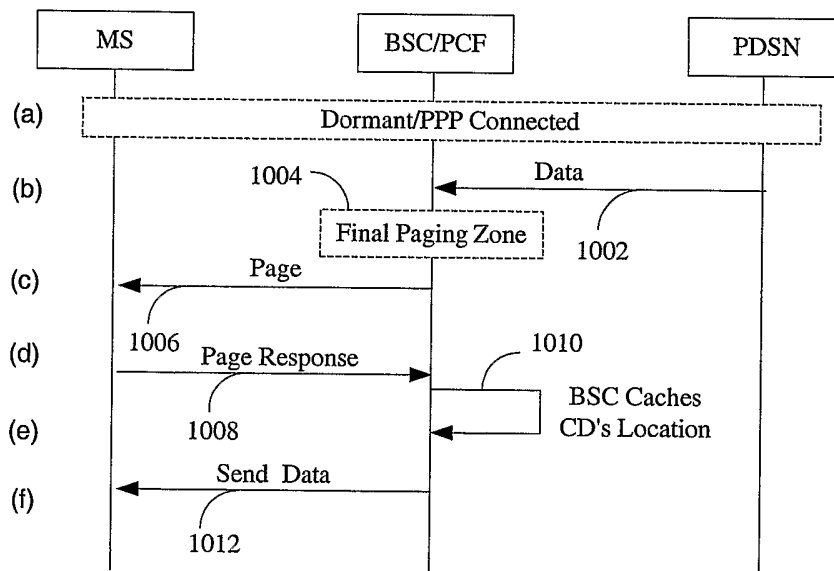 MS
BSC/PCF
PDSN
(a)
Dormant/PPP Connected
(b)
1004
Data
Final Paging Zone
1002
(c)
Page
1006
(d)
Page Response
1010
1008
BSC Caches
CD's Location
(e)
(f)
Send Data
1012